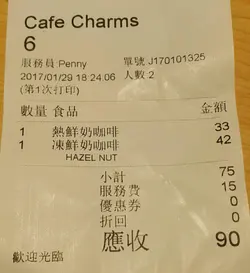 Cafe Charms
6
服務員:Penny 單號 J170101325
2017/01/29 18:24:06 人數:2
(第1次打印)
數量 食品 金額
1 熱鮮奶咖啡 33
1 凍鮮奶咖啡 42
HAZEL NUT
小計 75
服務費 15
優惠券 0
折回 0
應收 90
歡迎光臨